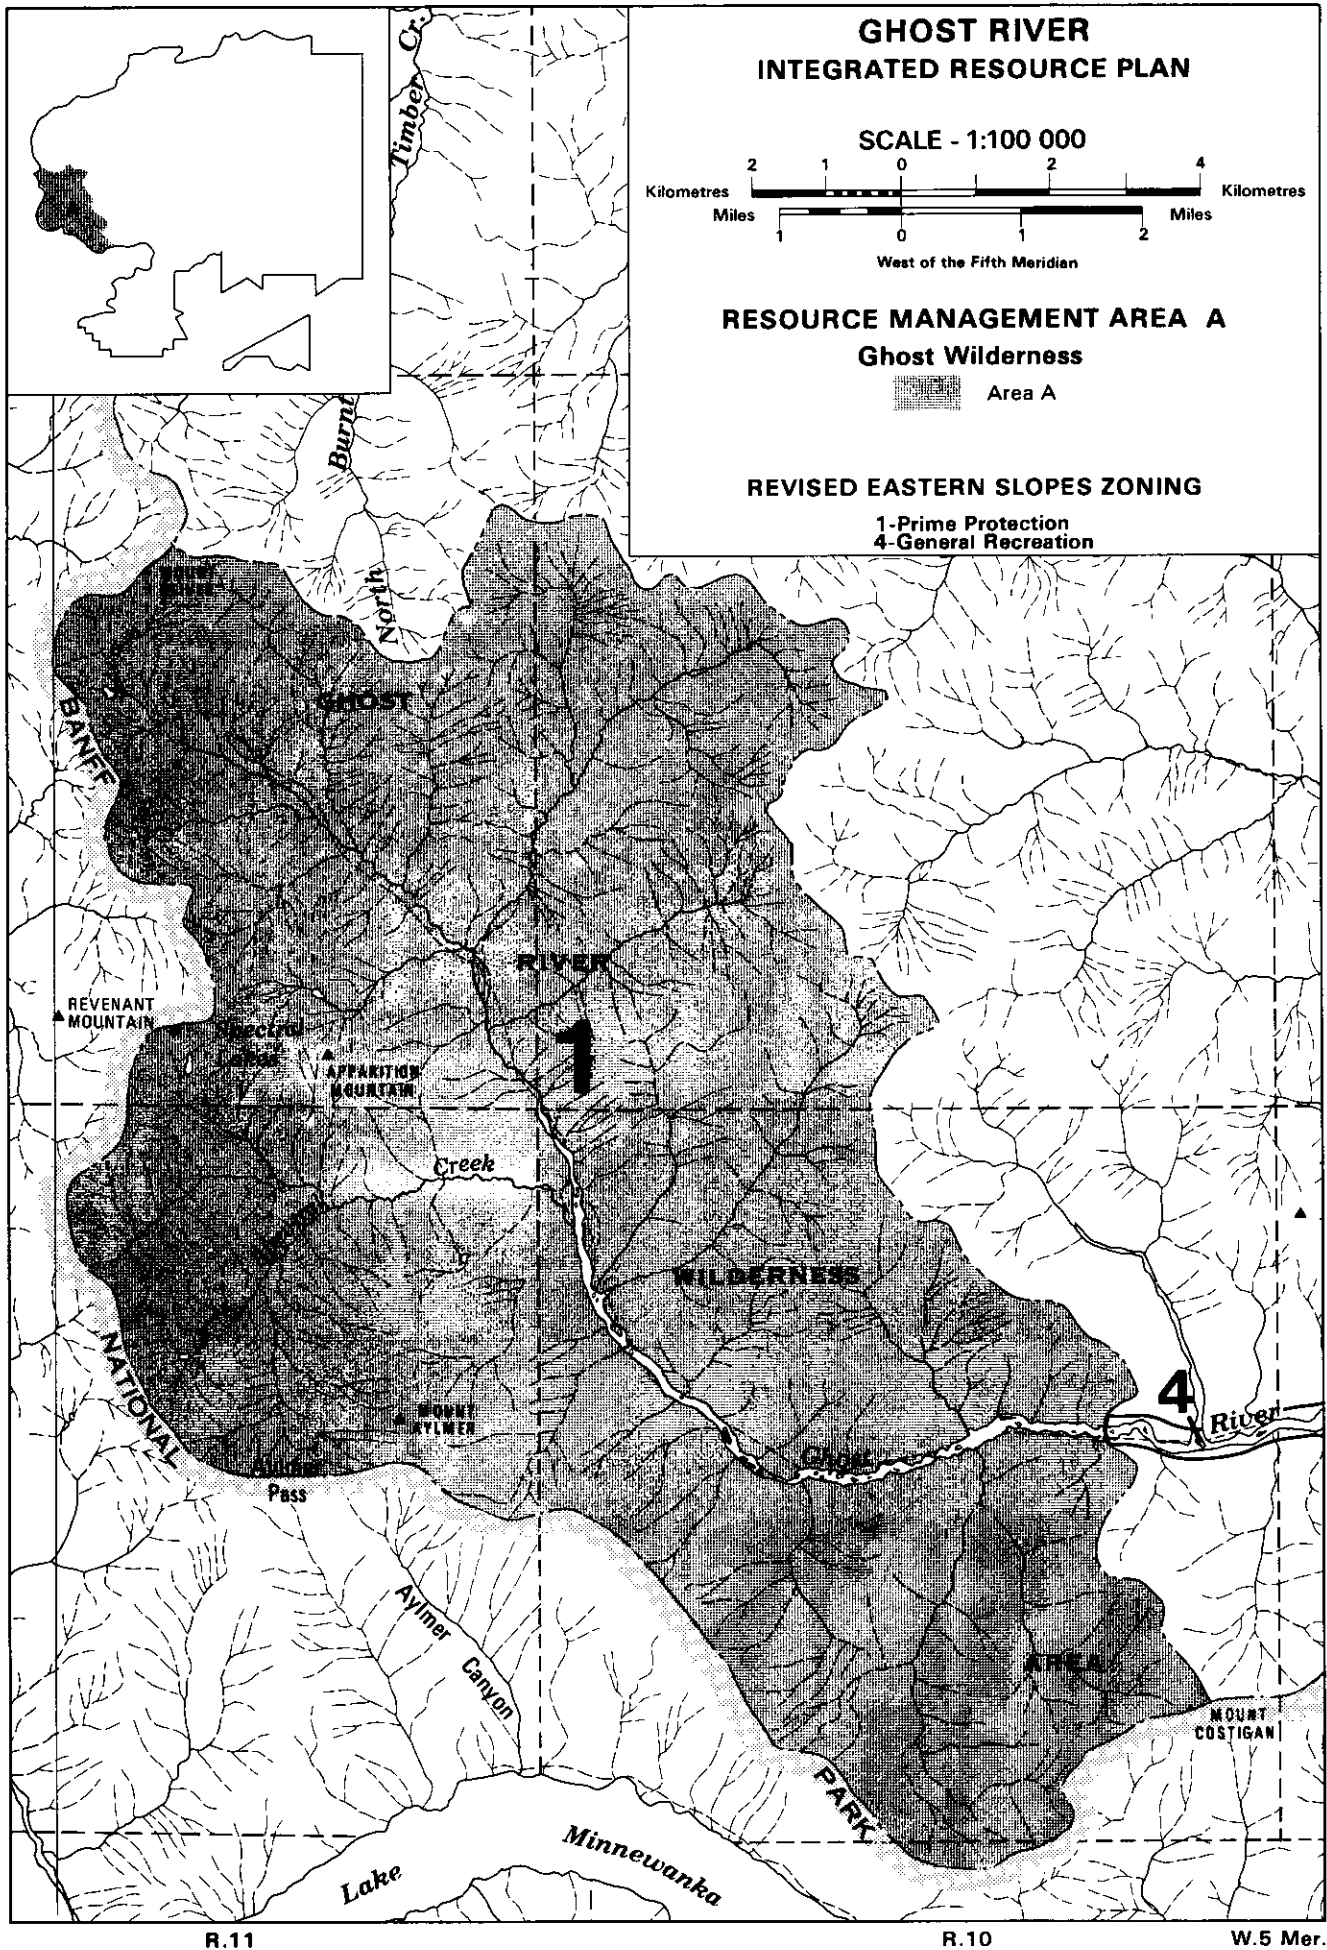 GHOST RIVER
INTEGRATED RESOURCE PLAN
SCALE - 1:100 000
2 1 0 2 4
Kilometres Kilometres
Miles Miles
1 0 1 2
West of the Fifth Meridian
RESOURCE MANAGEMENT AREA A
Ghost Wilderness
Area A
REVISED EASTERN SLOPES ZONING
1-Prime Protection
4-General Recreation
Timber Cr.
Burnt
North
GHOST
BANFF
RIVER
REVENANT
MOUNTAIN
Spectral
Lakes
1
APPARITION
MOUNTAIN
Creek
WILDERNESS
NATIONAL
4
River
MOUNT
AYLMER
Ghost
Aylmer
Pass
Aylmer
Canyon
AREA
MOUNT
COSTIGAN
PARK
Lake
Minnewanka
R.11 R.10 W.5 Mer.